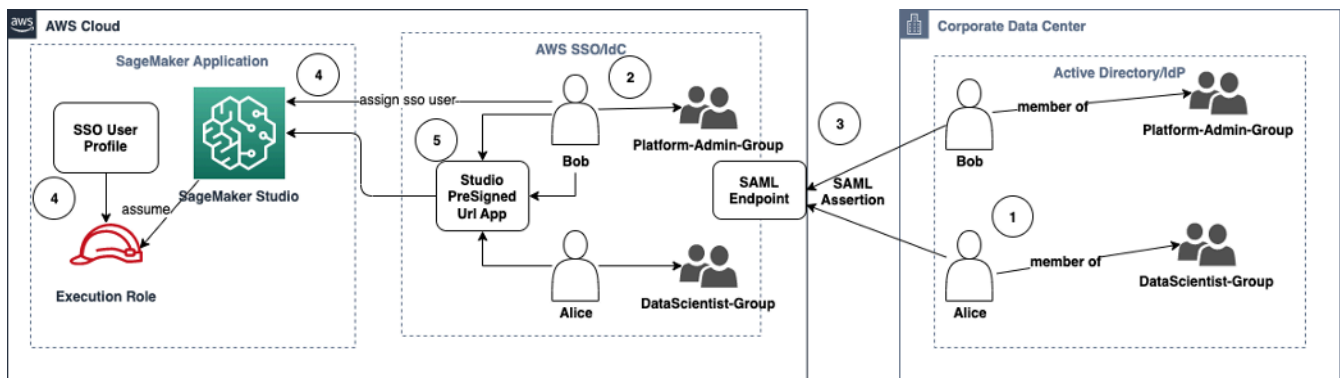 aws
AWS Cloud
SageMaker Application
4
SSO User
Profile
SageMaker Studio
4
assume
Execution Role
AWS SSO/IdC
assign sso user
2
Bob
Platform-Admin-Group
5
Studio
PreSigned
Url App
Alice
DataScientist-Group
SAML
Endpoint
3
SAML
Assertion
Corporate Data Center
Active Directory/IdP
member of
Bob
Platform-Admin-Group
1
member of
Alice
DataScientist-Group